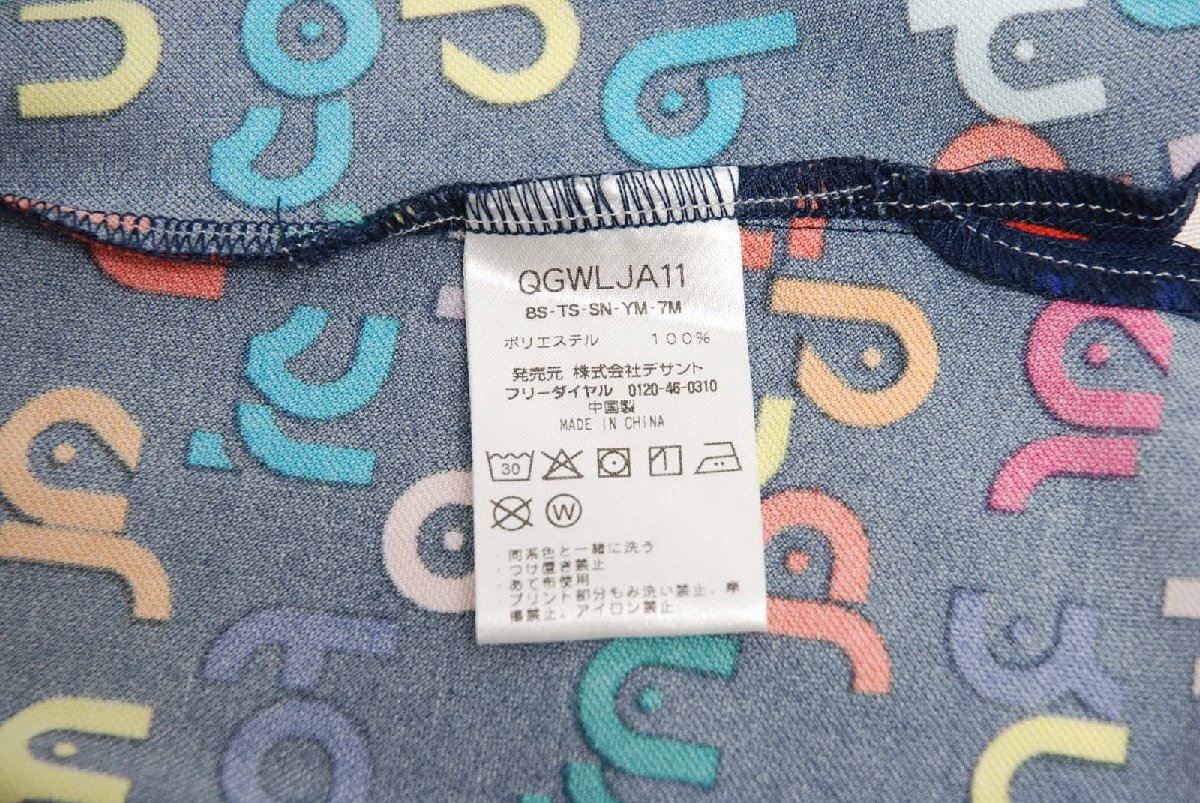 QGWLJA11
8S-TS-SN-YM-7M
ポリエステル 100%
発売元 株式会社デサント
フリーダイヤル 0120-46-0310
中国製
MADE IN CHINA
30
W
・同系色と一緒に洗う
・つけ置き禁止
・あて布使用
・プリント部分もみ洗い禁止、摩
擦禁止、アイロン禁止